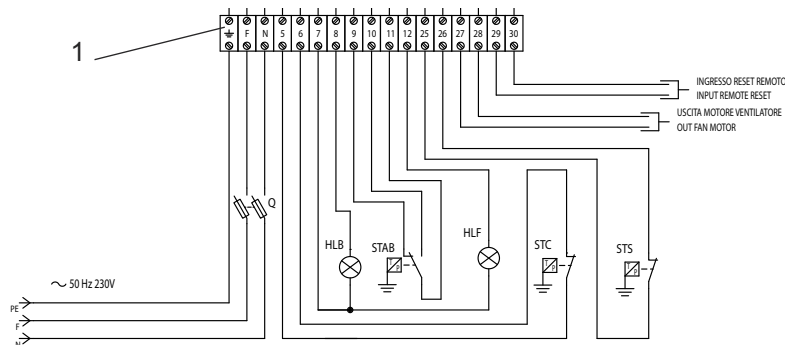 1
F N 5 6 7 8 9 10 11 12 25 26 27 28 29 30
INGRESSO RESET REMOTO
INPUT REMOTE RESET
USCITA MOTORE VENTILATORE
OUT FAN MOTOR
Q
HLB STAB HLF STC STS
T P
T P
T P
~ 50 Hz 230V
PE
F
N